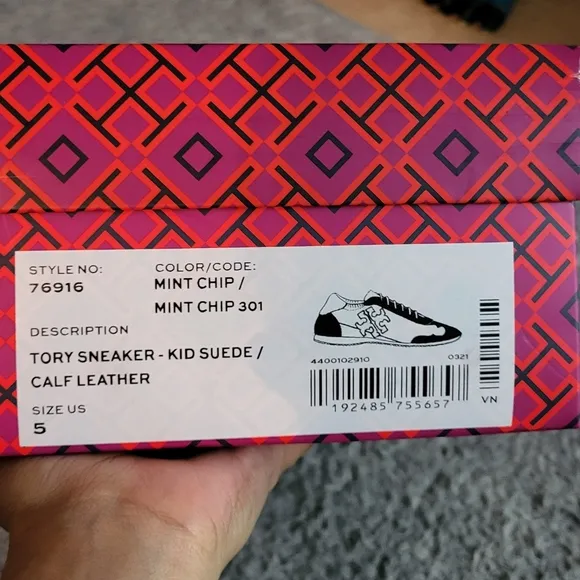 STYLE NO:
76916
COLOR/CODE:
MINT CHIP /
MINT CHIP 301
DESCRIPTION
TORY SNEAKER - KID SUEDE /
CALF LEATHER
SIZE US
5
4400102910 0321
192485 755657
VN